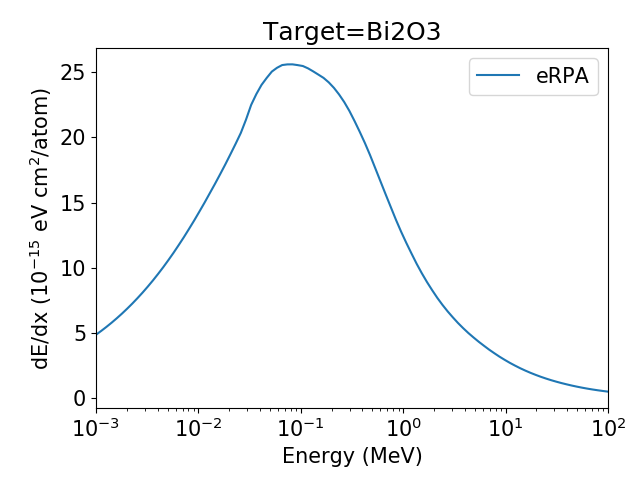 Target=Bi2O3
eRPA
dE/dx (10⁻¹⁵ eV cm²/atom)
25
20
15
10
5
0
10⁻³ 10⁻² 10⁻¹ 10⁰ 10¹ 10²
Energy (MeV)